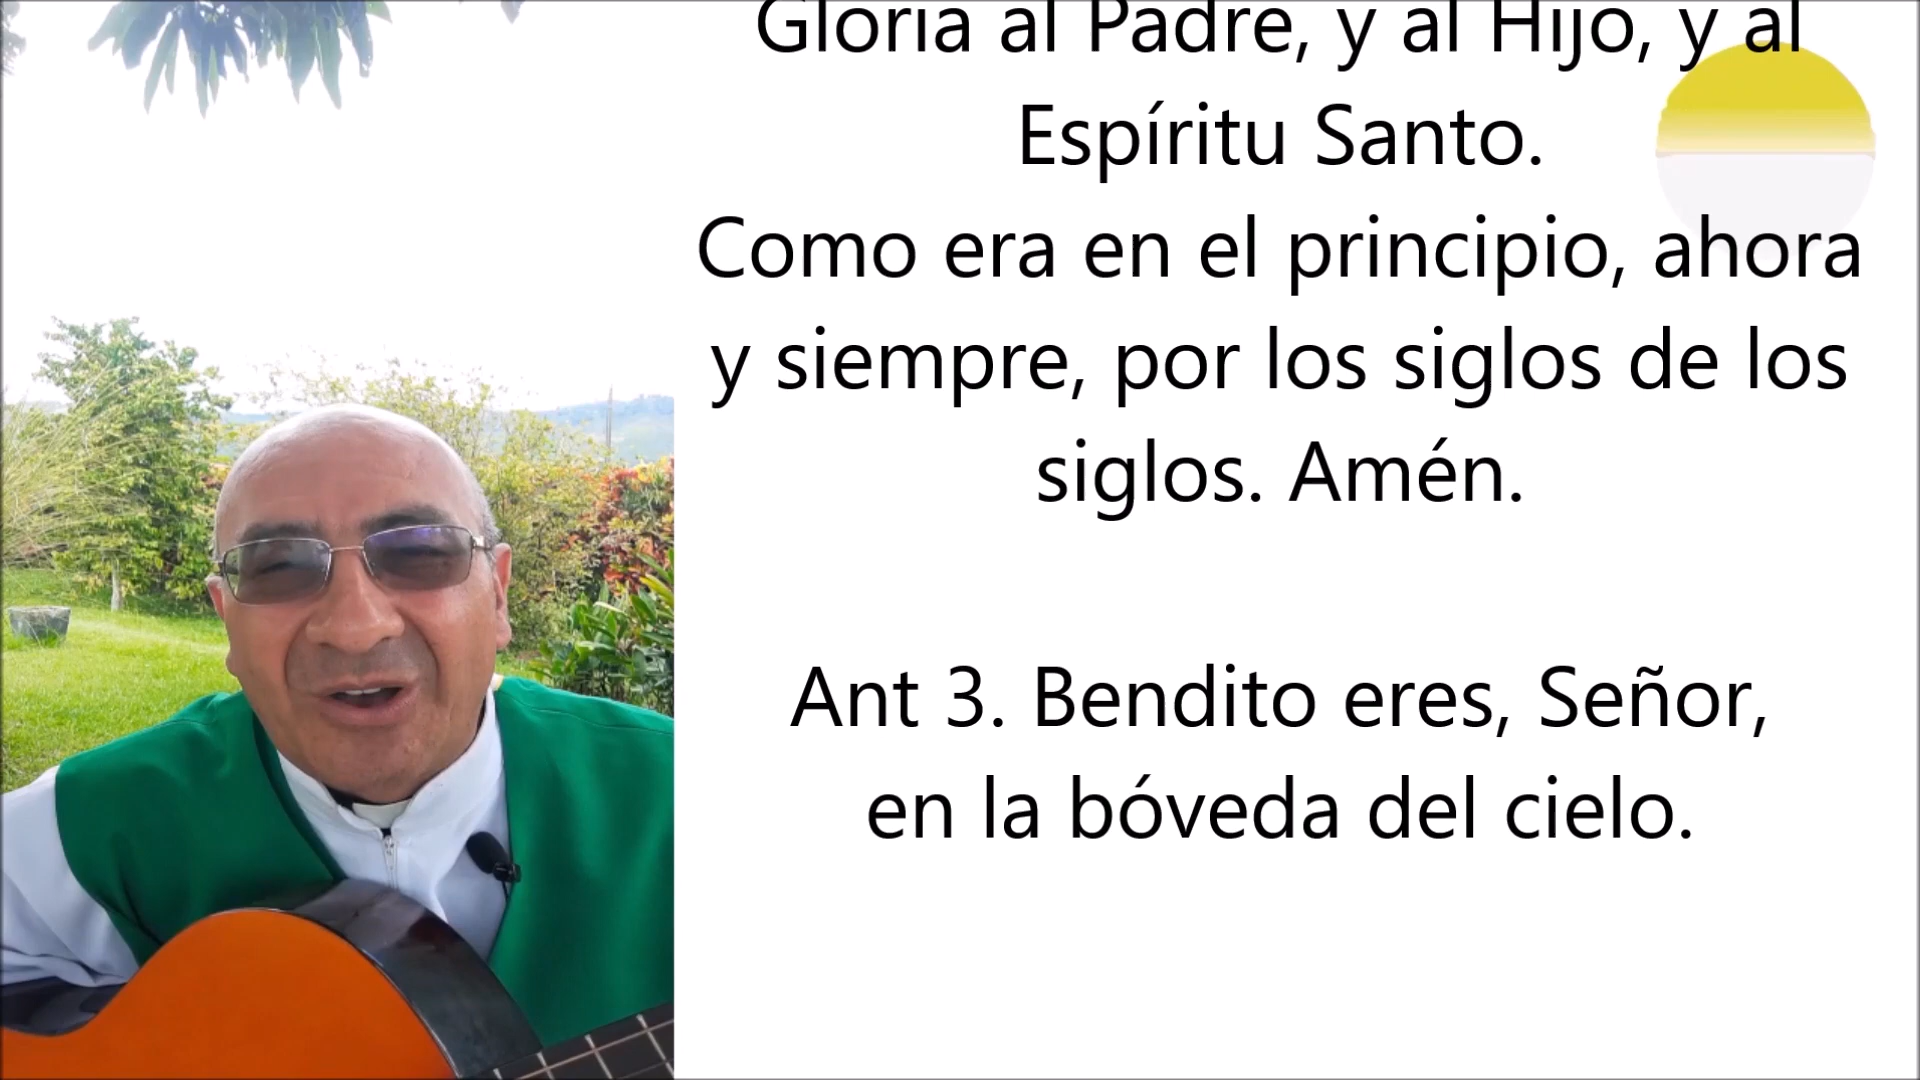 Gloria al Padre, y al Hijo, y al
Espíritu Santo.
Como era en el principio, ahora
y siempre, por los siglos de los
siglos. Amén.
Ant 3. Bendito eres, Señor,
en la bóveda del cielo.